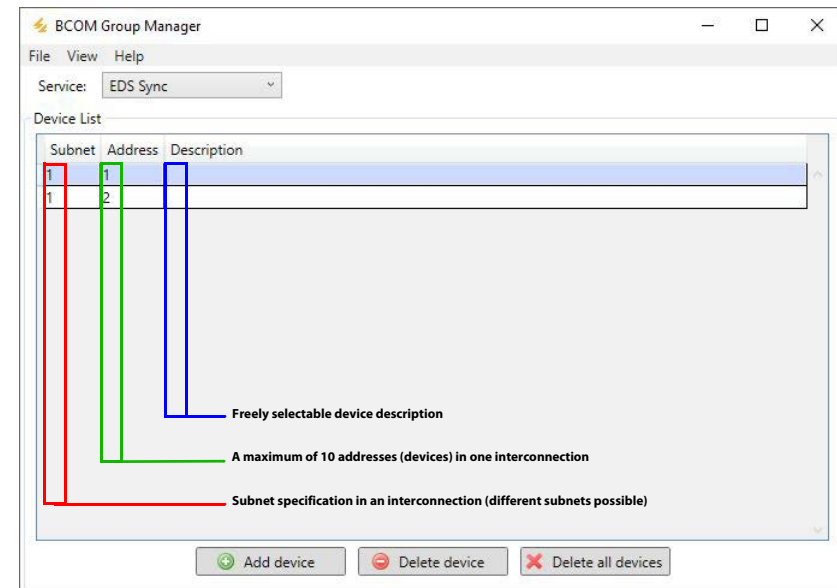 BCOM Group Manager
File View Help
Service: EDS Sync
Device List
Subnet Address Description
1 1
1 2
Freely selectable device description
A maximum of 10 addresses (devices) in one interconnection
Subnet specification in an interconnection (different subnets possible)
Add device Delete device Delete all devices